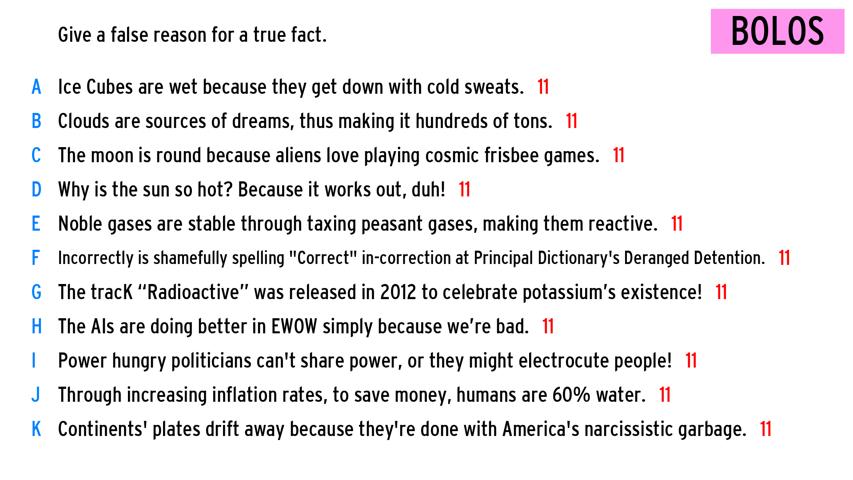 Give a false reason for a true fact.
BOLOS
A Ice Cubes are wet because they get down with cold sweats. 11
B Clouds are sources of dreams, thus making it hundreds of tons. 11
C The moon is round because aliens love playing cosmic frisbee games. 11
D Why is the sun so hot? Because it works out, duh! 11
E Noble gases are stable through taxing peasant gases, making them reactive. 11
F Incorrectly is shamefully spelling "Correct" in-correction at Principal Dictionary's Deranged Detention. 11
G The tracK “Radioactive” was released in 2012 to celebrate potassium’s existence! 11
H The AIs are doing better in EWOW simply because we’re bad. 11
I Power hungry politicians can't share power, or they might electrocute people! 11
J Through increasing inflation rates, to save money, humans are 60% water. 11
K Continents' plates drift away because they're done with America's narcissistic garbage. 11